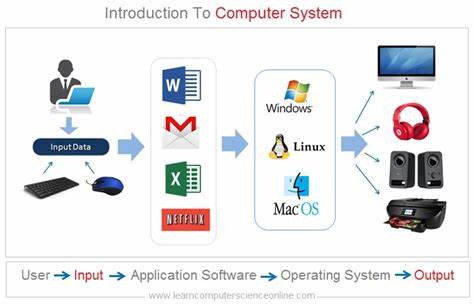 Introduction To Computer System
Input Data
W
M
X
NETFLIX
Windows
Linux
Mac OS
User Input Application Software Operating System Output
www.learncomputerscienceonline.com